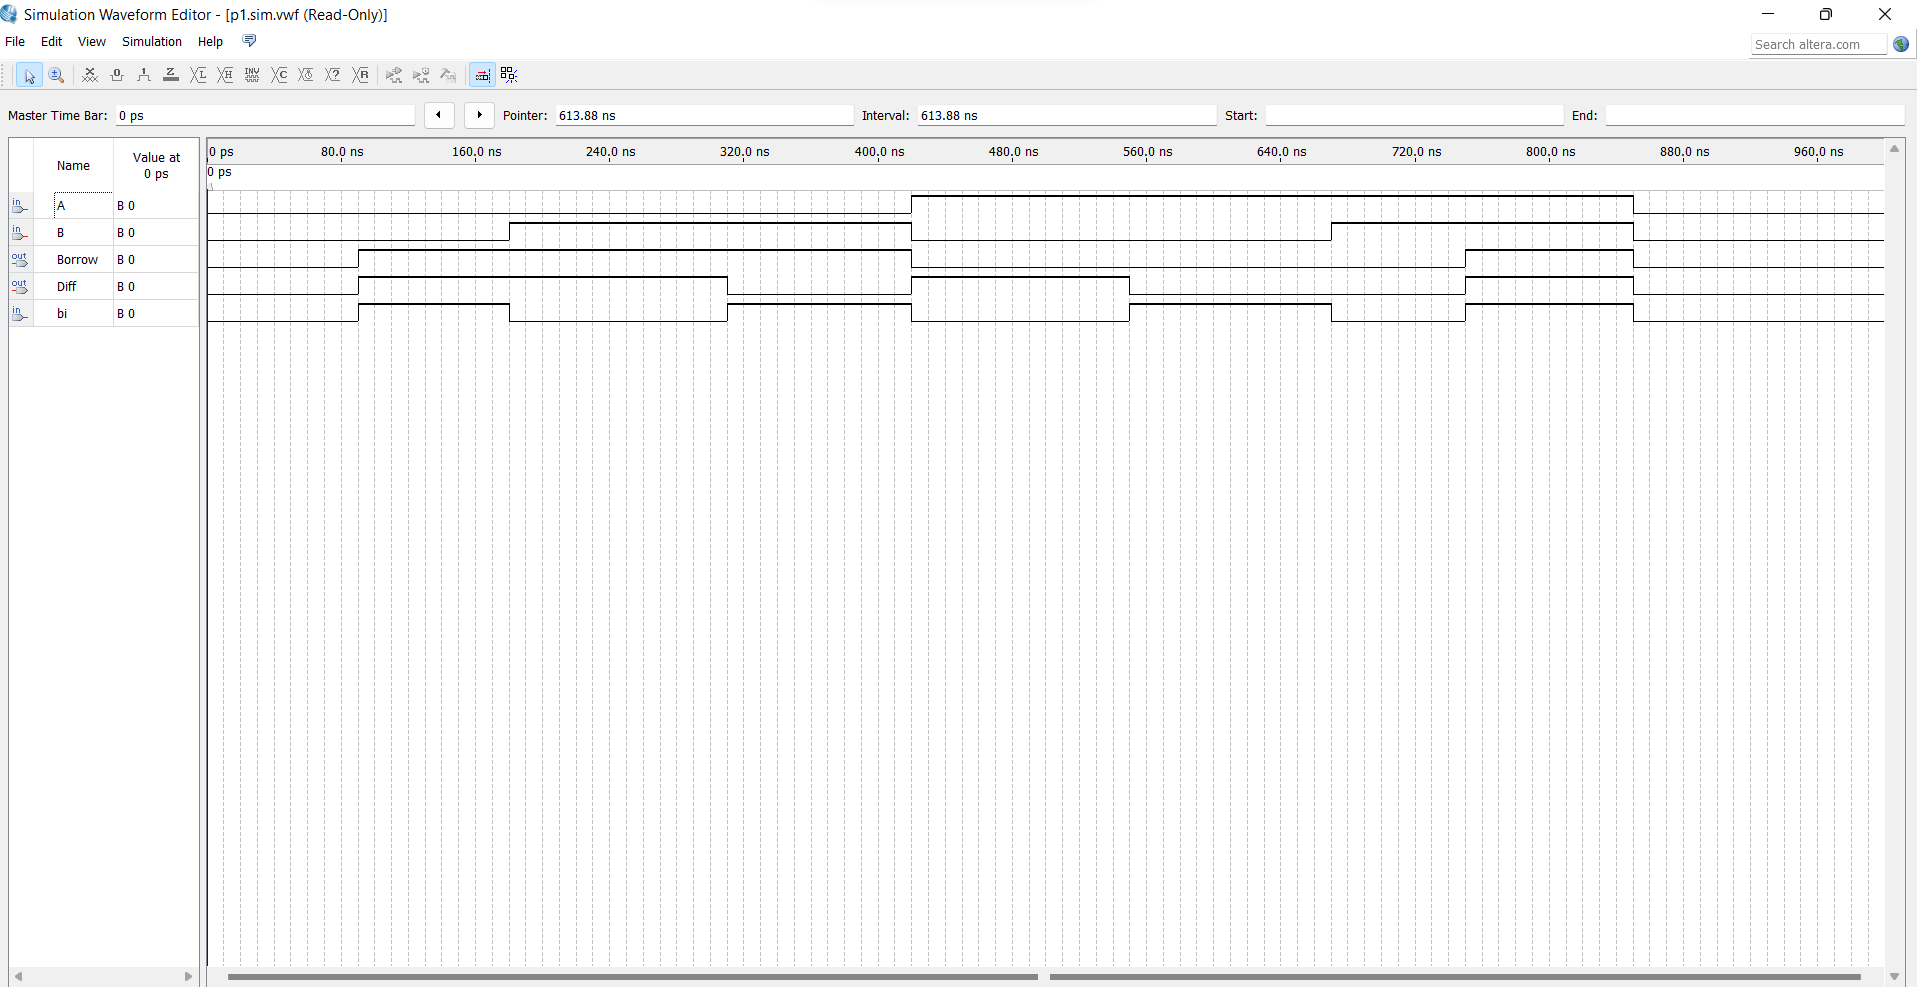 Simulation Waveform Editor - [p1.sim.vwf (Read-Only)]
File Edit View Simulation Help
Search altera.com
Master Time Bar: 0 ps Pointer: 613.88 ns Interval: 613.88 ns Start: End:
Name Value at 0 ps
0 ps 80.0 ns 160.0 ns 240.0 ns 320.0 ns 400.0 ns 480.0 ns 560.0 ns 640.0 ns 720.0 ns 800.0 ns 880.0 ns 960.0 ns
0 ps
in A B 0
in B B 0
out Borrow B 0
out Diff B 0
in bi B 0